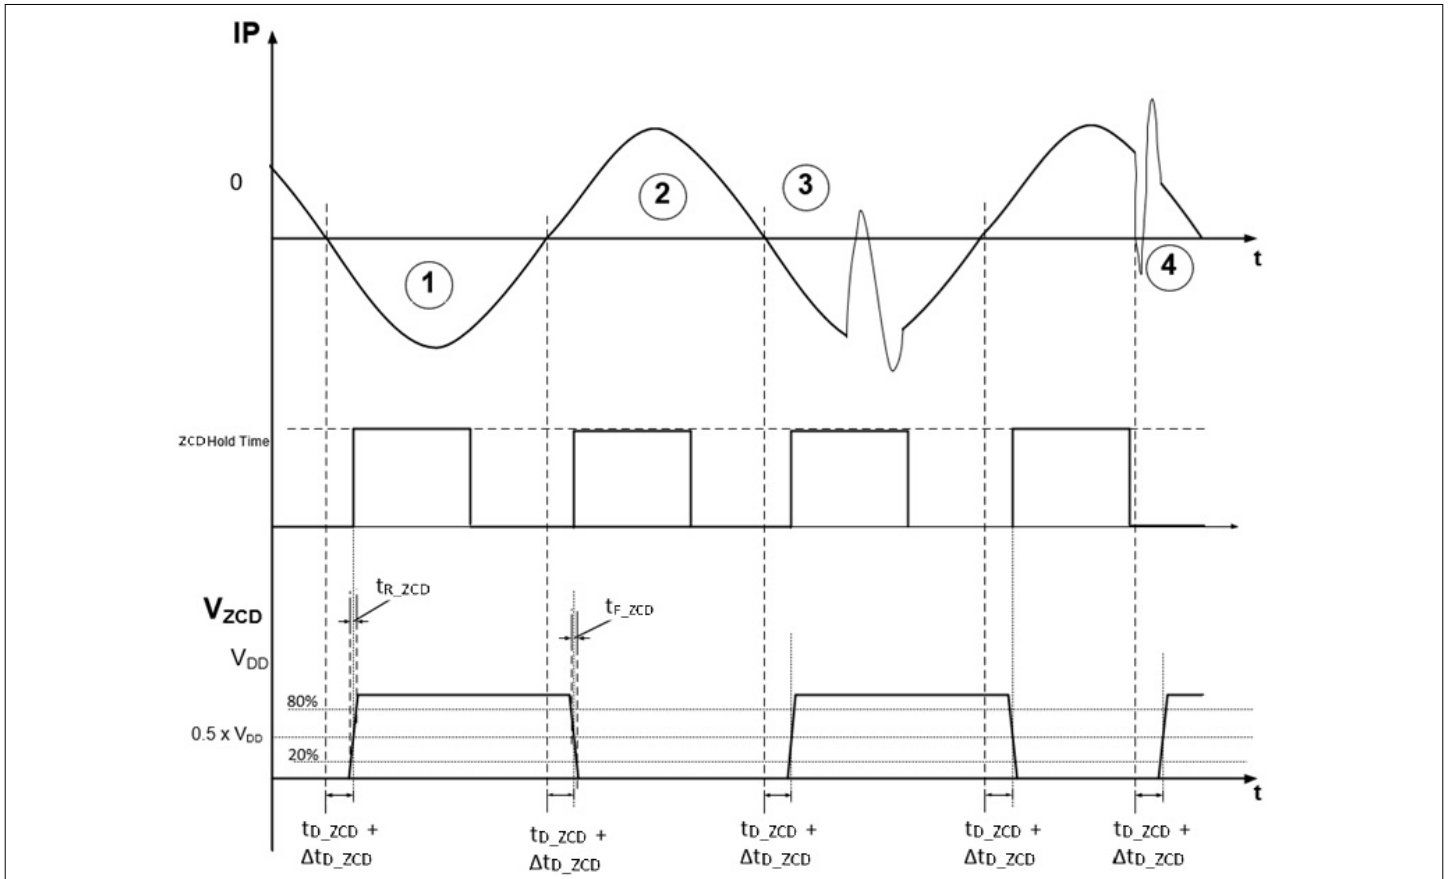 IP
0
1
2
3
4
t
ZCD Hold Time
tR_ZCD
tF_ZCD
VZCD
VDD
80%
0.5 x VDD
20%
t
tD_ZCD +
ΔtD_ZCD
tD_ZCD +
ΔtD_ZCD
tD_ZCD +
ΔtD_ZCD
tD_ZCD +
ΔtD_ZCD
tD_ZCD +
ΔtD_ZCD